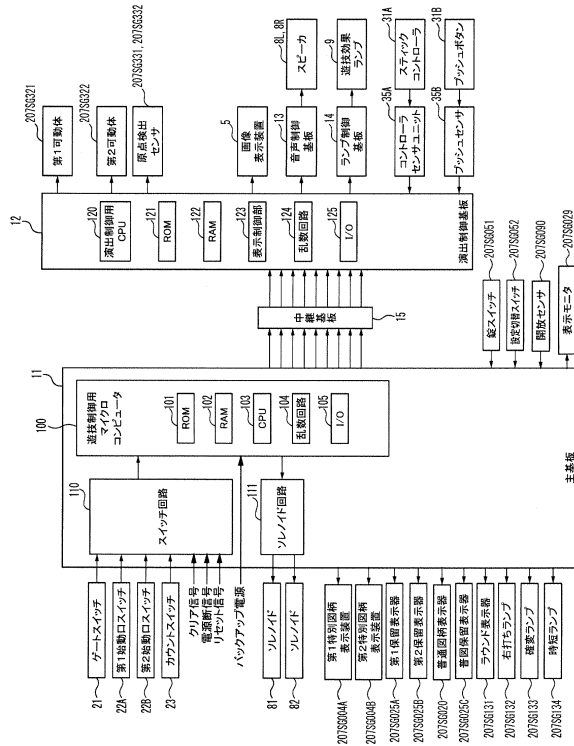 207SG321
第1可動体
207SG322
第2可動体
207SG331, 207SG332
原点検出
センサ
5
画像
表示装置
8L, 8R
スピーカ
13
音声制御
基板
9
遊技効果
ランプ
14
ランプ制御
基板
31A
スティック
コントローラ
35A
コントローラ
センサユニット
31B
プッシュボタン
35B
プッシュセンサ
12
120
演出制御用
CPU
121
ROM
122
RAM
123
表示制御部
124
乱数回路
125
I/O
演出制御基板
中継
基板
15
207SG051
錠スイッチ
207SG052
設定切替スイッチ
207SG090
開放センサ
207SG029
表示モニタ
11
100
遊技制御用
マイクロ
コンピュータ
101
ROM
102
RAM
103
CPU
104
乱数回路
105
I/O
110
スイッチ回路
111
ソレノイド回路
主基板
21
ゲートスイッチ
22A
第1始動口スイッチ
22B
第2始動口スイッチ
23
カウントスイッチ
クリア信号
電源断信号
リセット信号
バックアップ電源
81
ソレノイド
82
ソレノイド
207SG004A
第1特別図柄
表示装置
207SG004B
第2特別図柄
表示装置
207SG025A
第1保留表示器
207SG025B
第2保留表示器
207SG020
普通図柄表示器
207SG025C
普図保留表示器
207SG131
ラウンド表示器
207SG132
右打ちランプ
207SG133
確変ランプ
207SG134
時短ランプ